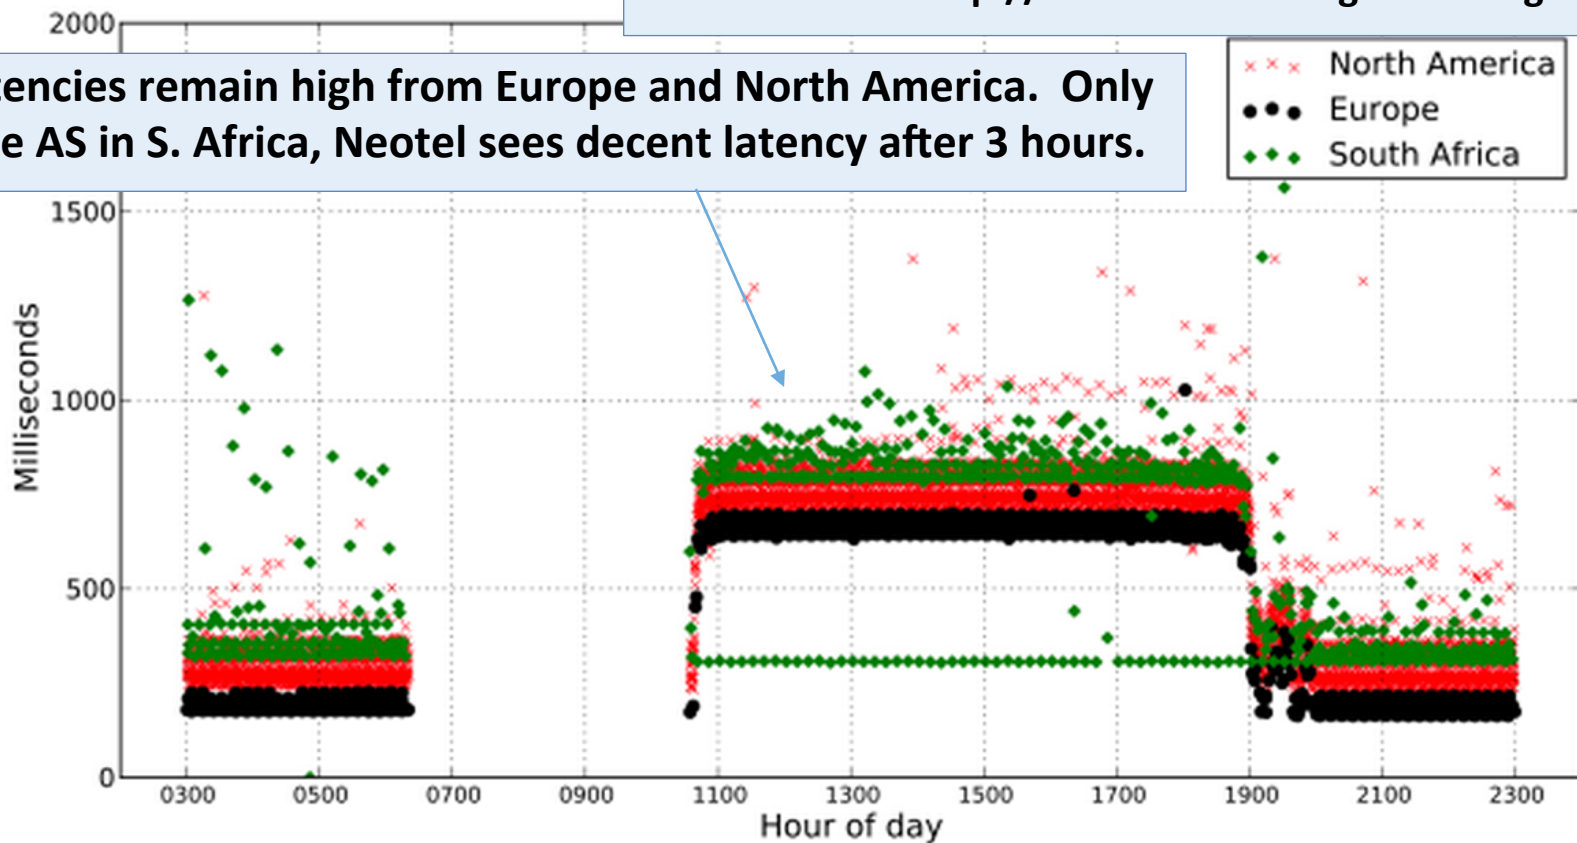 2000
tencies remain high from Europe and North America. Only
e AS in S. Africa, Neotel sees decent latency after 3 hours.
North America
Europe
South Africa
1500
1000
500
0
Milliseconds
0300 0500 0700 0900 1100 1300 1500 1700 1900 2100 2300
Hour of day